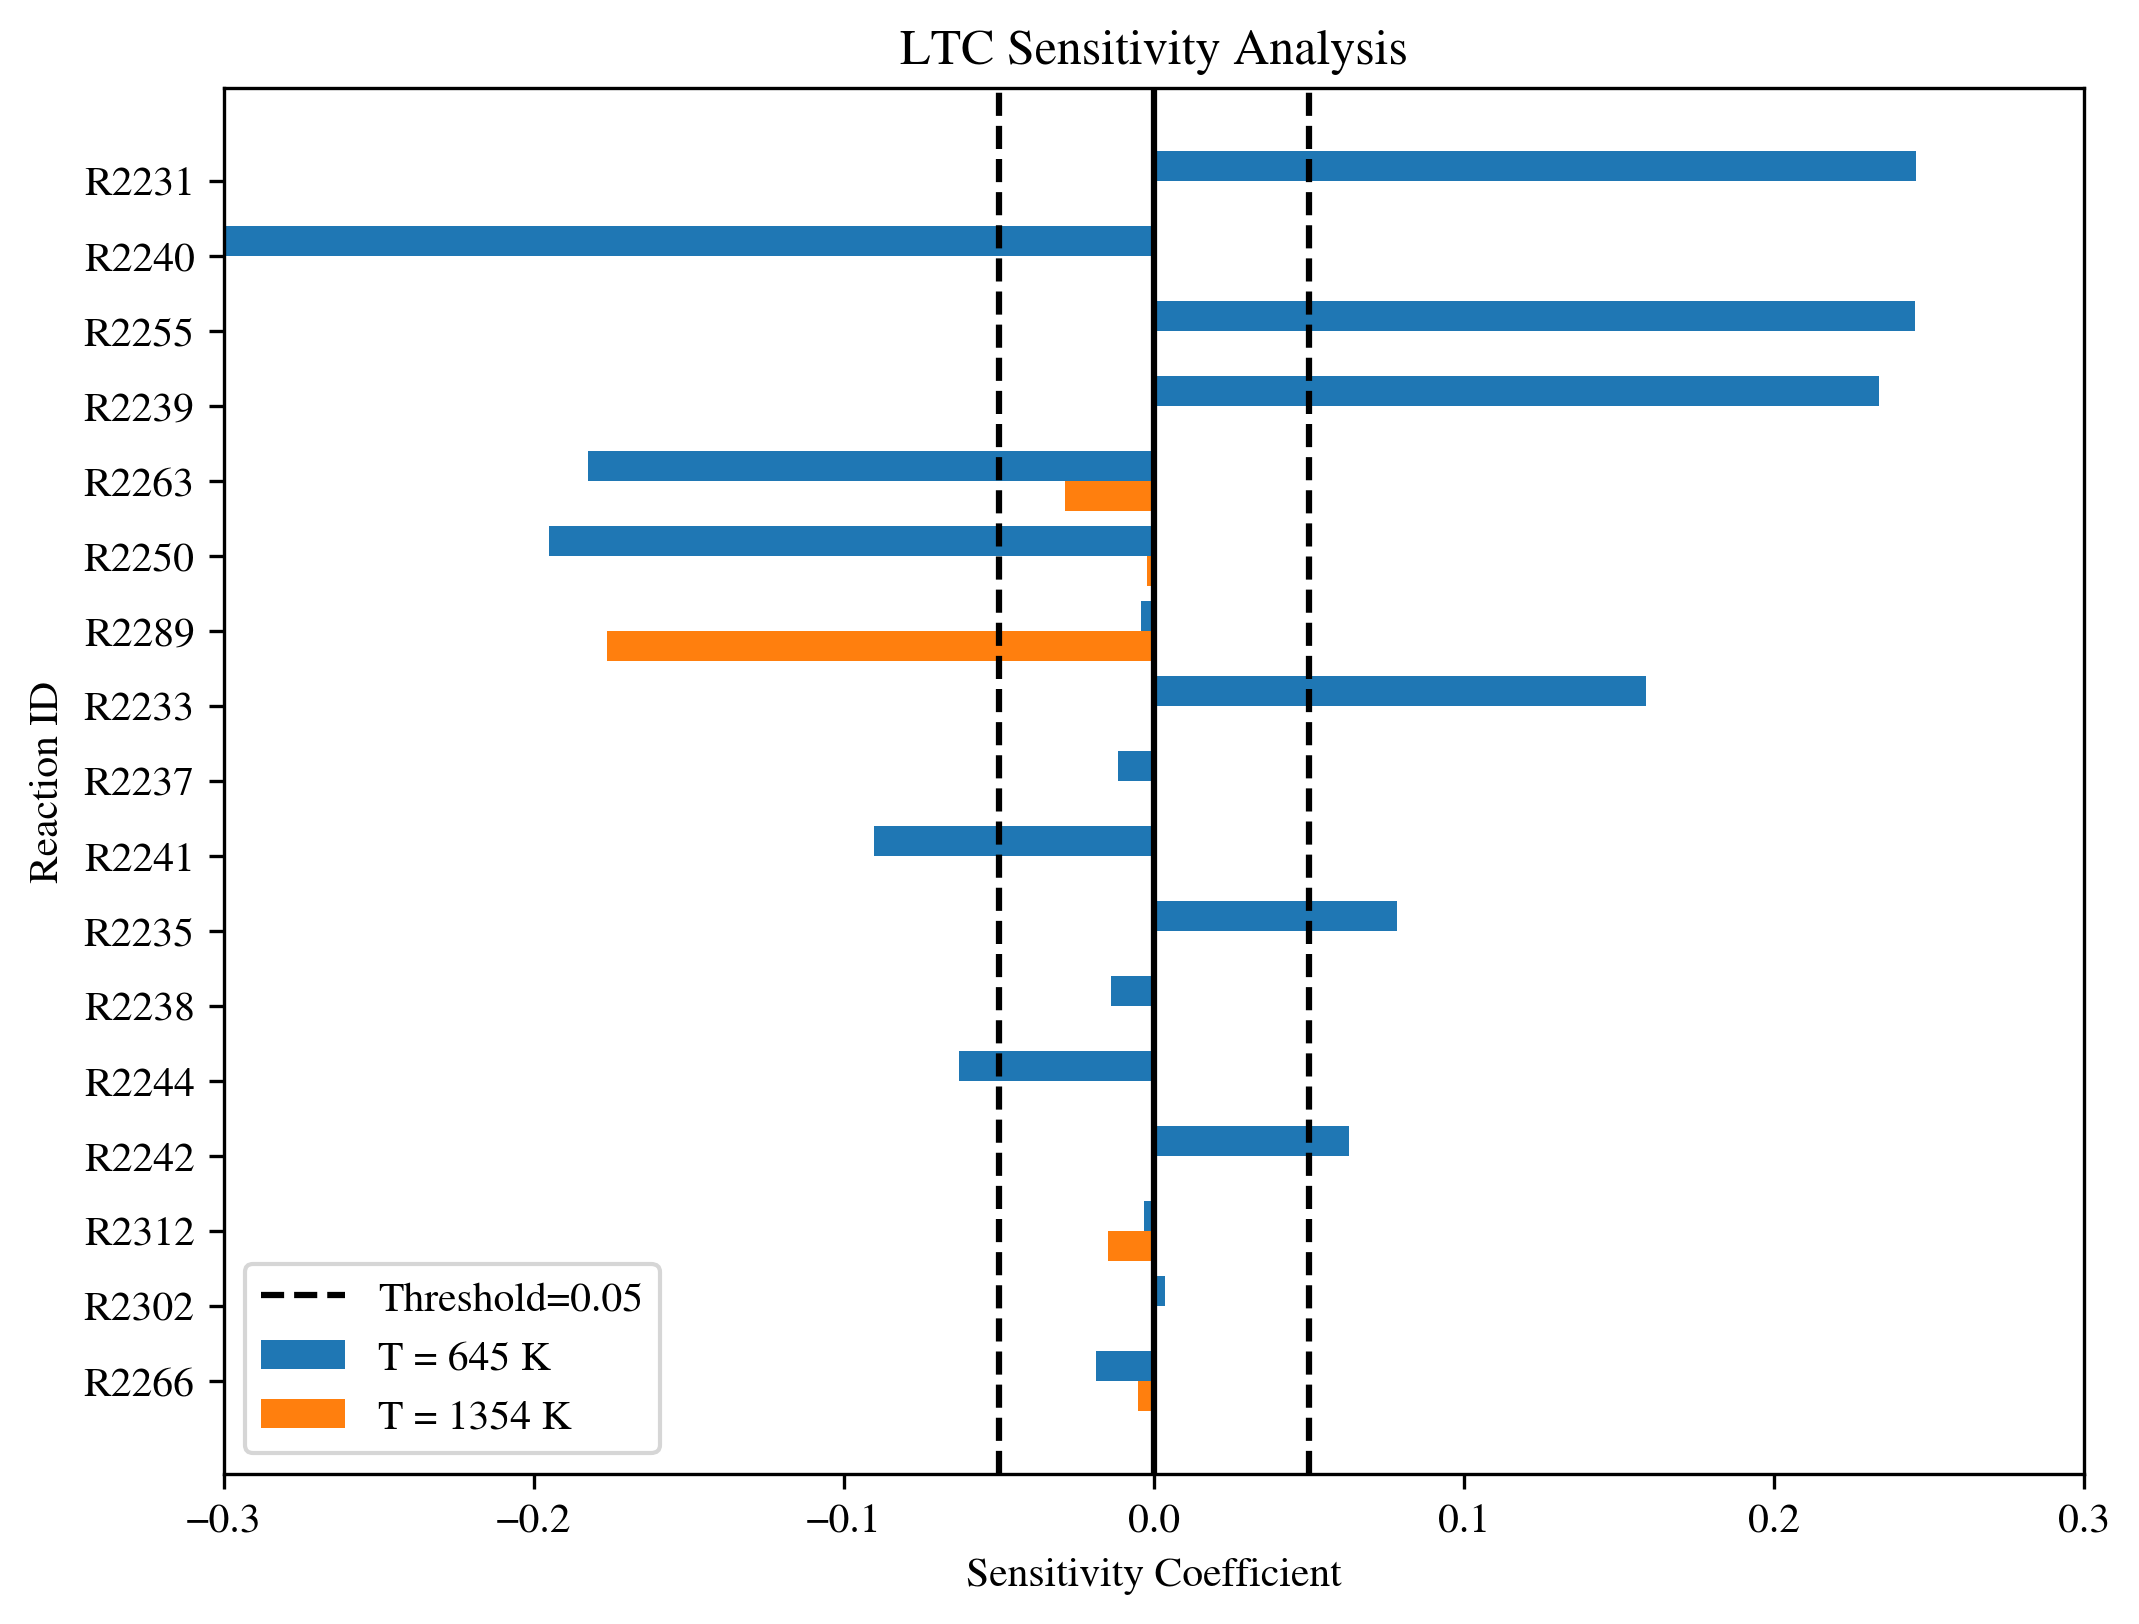 LTC Sensitivity Analysis
R2231
R2240
R2255
R2239
R2263
R2250
R2289
R2233
R2237
R2241
R2235
R2238
R2244
R2242
R2312
R2302
R2266
Reaction ID
Threshold=0.05
T = 645 K
T = 1354 K
−0.3 −0.2 −0.1 0.0 0.1 0.2 0.3
Sensitivity Coefficient